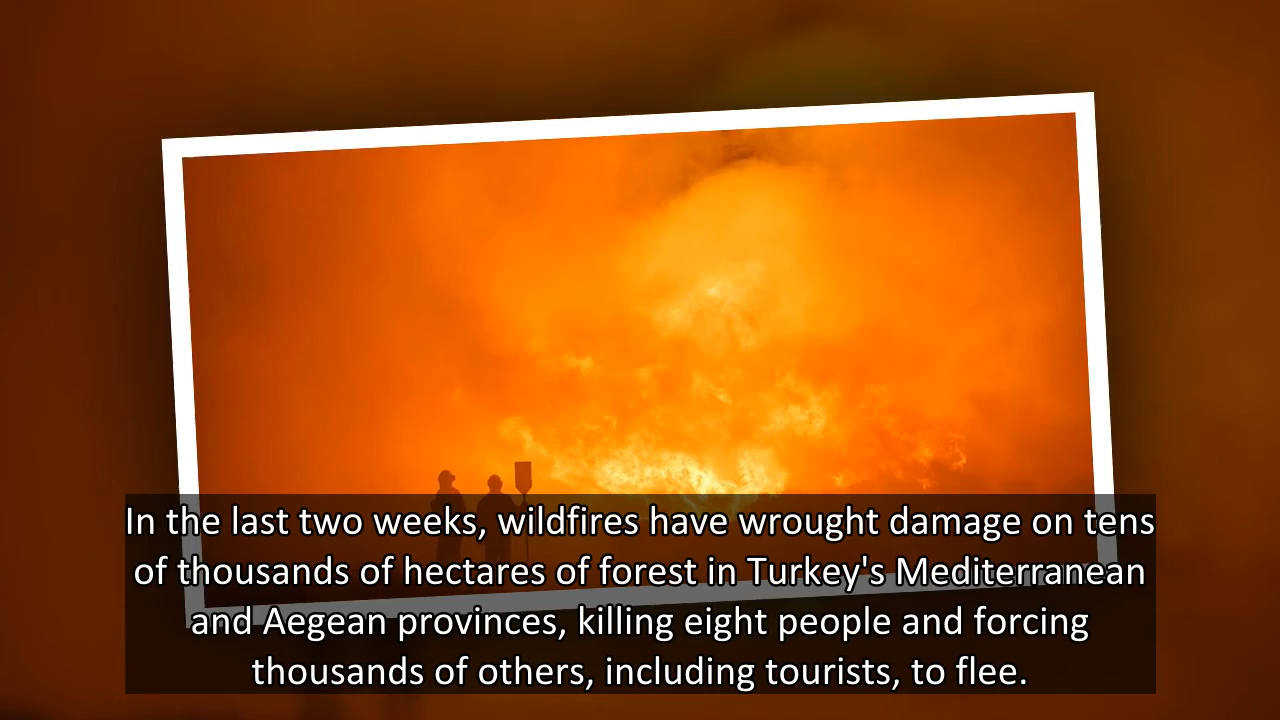 In the last two weeks, wildfires have wrought damage on tens
of thousands of hectares of forest in Turkey's Mediterranean
and Aegean provinces, killing eight people and forcing
thousands of others, including tourists, to flee.